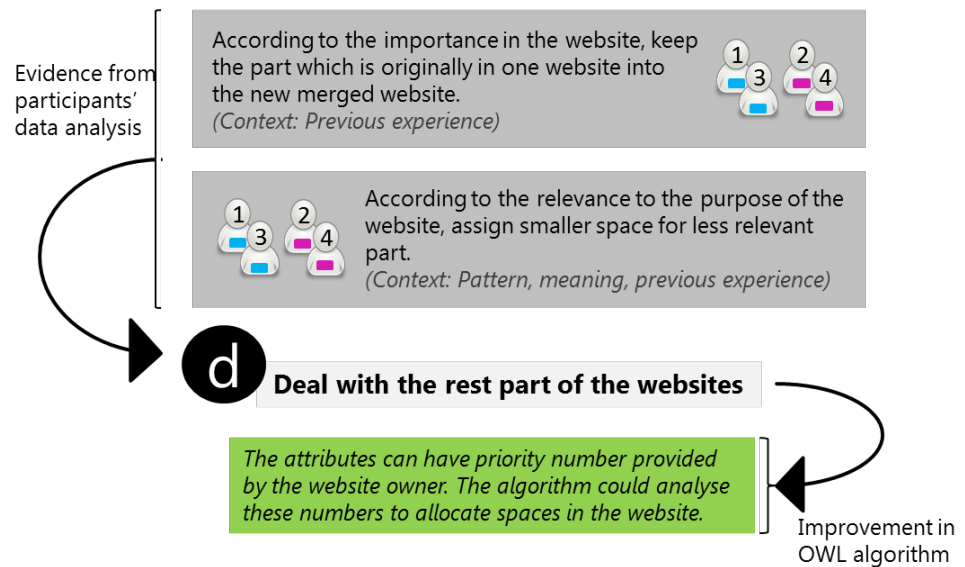 Evidence from
participants'
data analysis
According to the importance in the website, keep
the part which is originally in one website into
the new merged website.
(Context: Previous experience)
1
2
3
4
1
2
3
4
According to the relevance to the purpose of the
website, assign smaller space for less relevant
part.
(Context: Pattern, meaning, previous experience)
d
Deal with the rest part of the websites
The attributes can have priority number provided
by the website owner. The algorithm could analyse
these numbers to allocate spaces in the website.
Improvement in
OWL algorithm